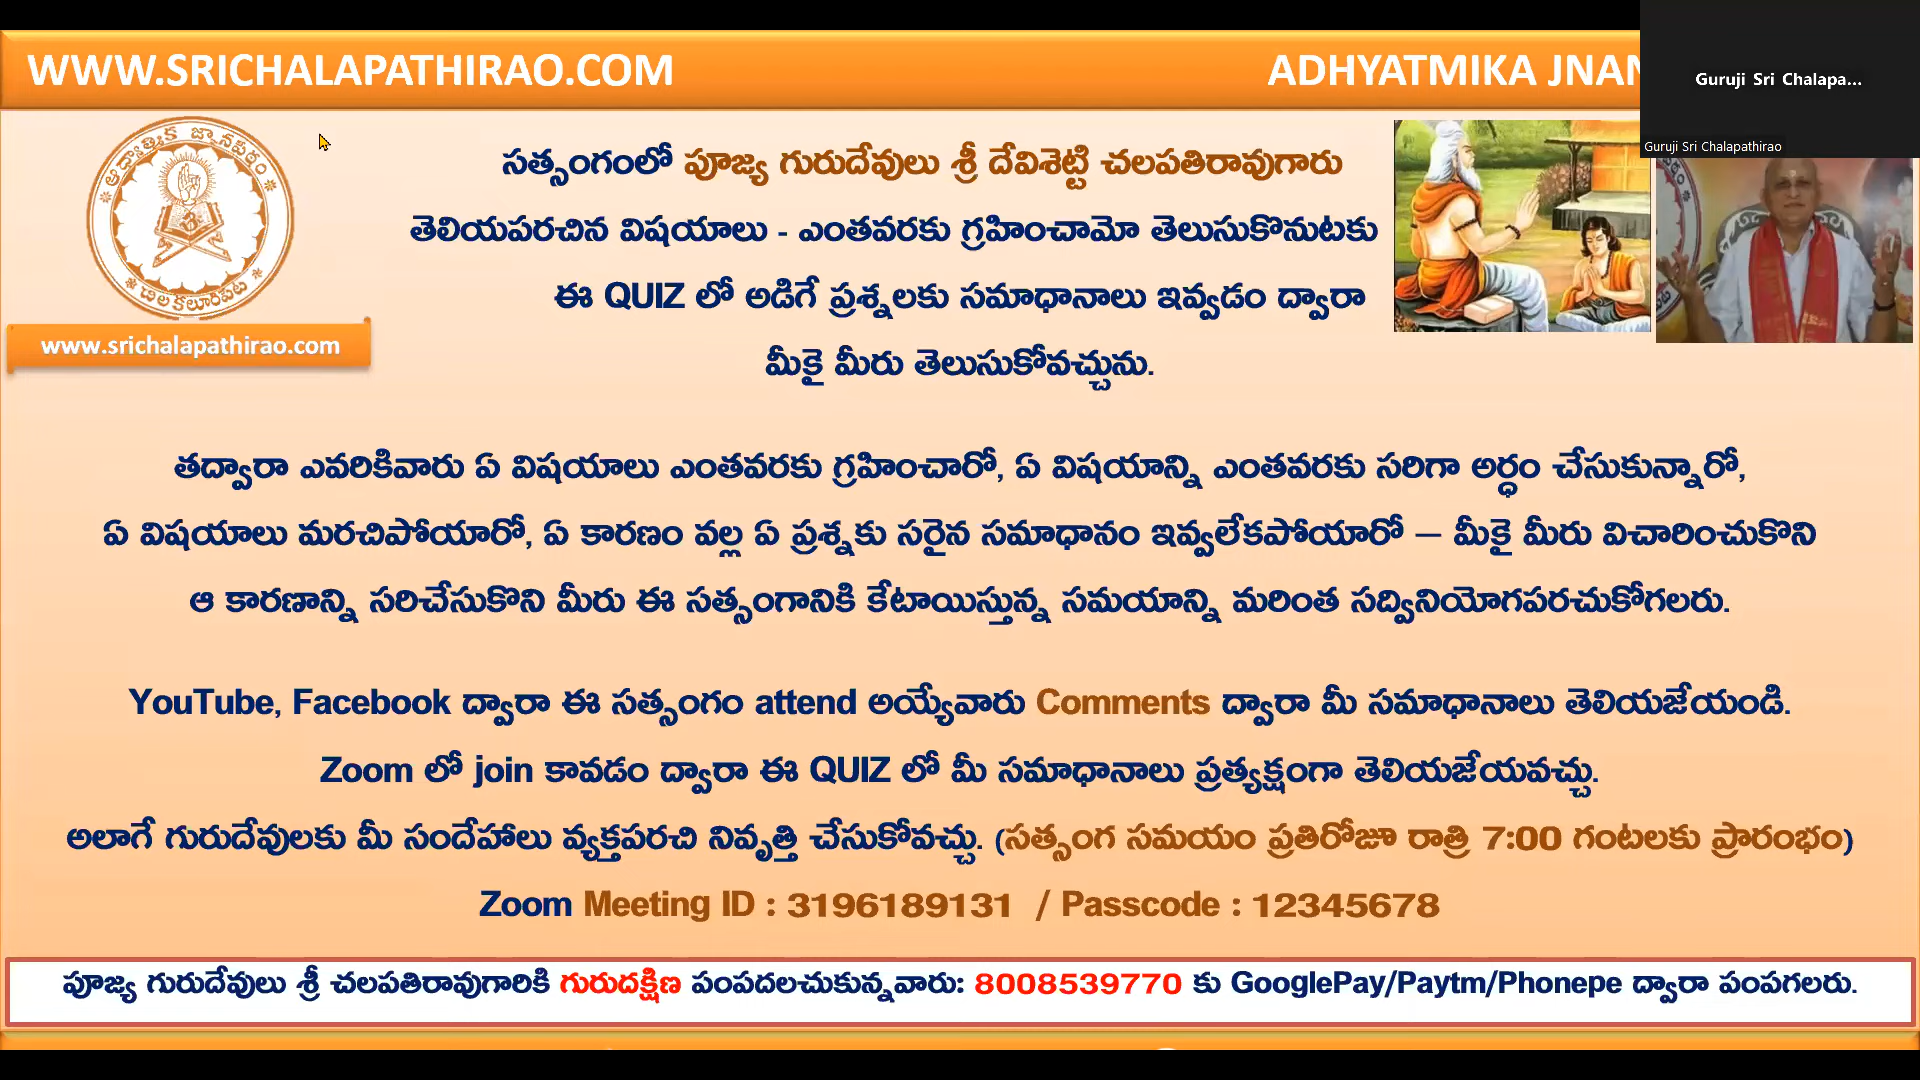 WWW.SRICHALAPATHIRAO.COM
ADHYATMIKA JNAN
Guruji Sri Chalapa...
Guruji Sri Chalapathirao
ఆధ్యాత్మిక జ్ఞానపథం
చిలకలూరిపేట
www.srichalapathirao.com
సత్సంగంలో పూజ్య గురుదేవులు శ్రీ దేవిశెట్టి చలపతిరావుగారు
తెలియపరచిన విషయాలు - ఎంతవరకు గ్రహించామో తెలుసుకొనుటకు
ఈ QUIZ లో అడిగే ప్రశ్నలకు సమాధానాలు ఇవ్వడం ద్వారా
మీకై మీరు తెలుసుకోవచ్చును.
తద్వారా ఎవరికివారు ఏ విషయాలు ఎంతవరకు గ్రహించారో, ఏ విషయాన్ని ఎంతవరకు సరిగా అర్ధం చేసుకున్నారో,
ఏ విషయాలు మరచిపోయారో, ఏ కారణం వల్ల ఏ ప్రశ్నకు సరైన సమాధానం ఇవ్వలేకపోయారో – మీకై మీరు విచారించుకొని
ఆ కారణాన్ని సరిచేసుకొని మీరు ఈ సత్సంగానికి కేటాయిస్తున్న సమయాన్ని మరింత సద్వినియోగపరచుకోగలరు.
YouTube, Facebook ద్వారా ఈ సత్సంగం attend అయ్యేవారు Comments ద్వారా మీ సమాధానాలు తెలియజేయండి.
Zoom లో join కావడం ద్వారా ఈ QUIZ లో మీ సమాధానాలు ప్రత్యక్షంగా తెలియజేయవచ్చు.
అలాగే గురుదేవులకు మీ సందేహాలు వ్యక్తపరచి నివృత్తి చేసుకోవచ్చు. (సత్సంగ సమయం ప్రతిరోజూ రాత్రి 7:00 గంటలకు ప్రారంభం)
Zoom Meeting ID : 3196189131 / Passcode : 12345678
పూజ్య గురుదేవులు శ్రీ చలపతిరావుగారికి గురుదక్షిణ పంపదలచుకున్నవారు: 8008539770 కు GooglePay/Paytm/Phonepe ద్వారా పంపగలరు.